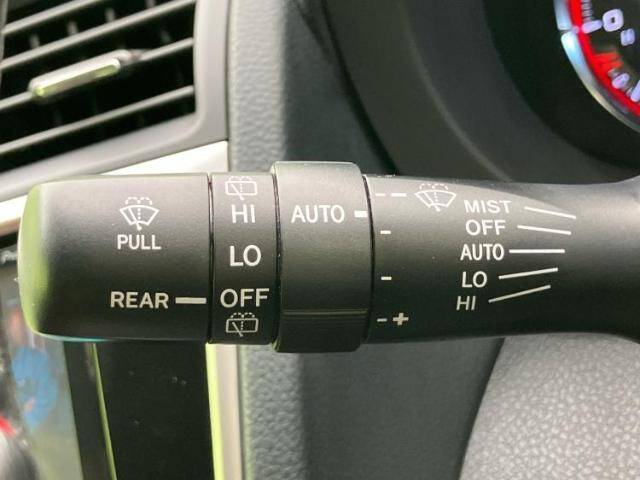 PULL
REAR
HI
LO
OFF
AUTO
- --
-
-
-+
MIST
OFF
AUTO
LO
HI